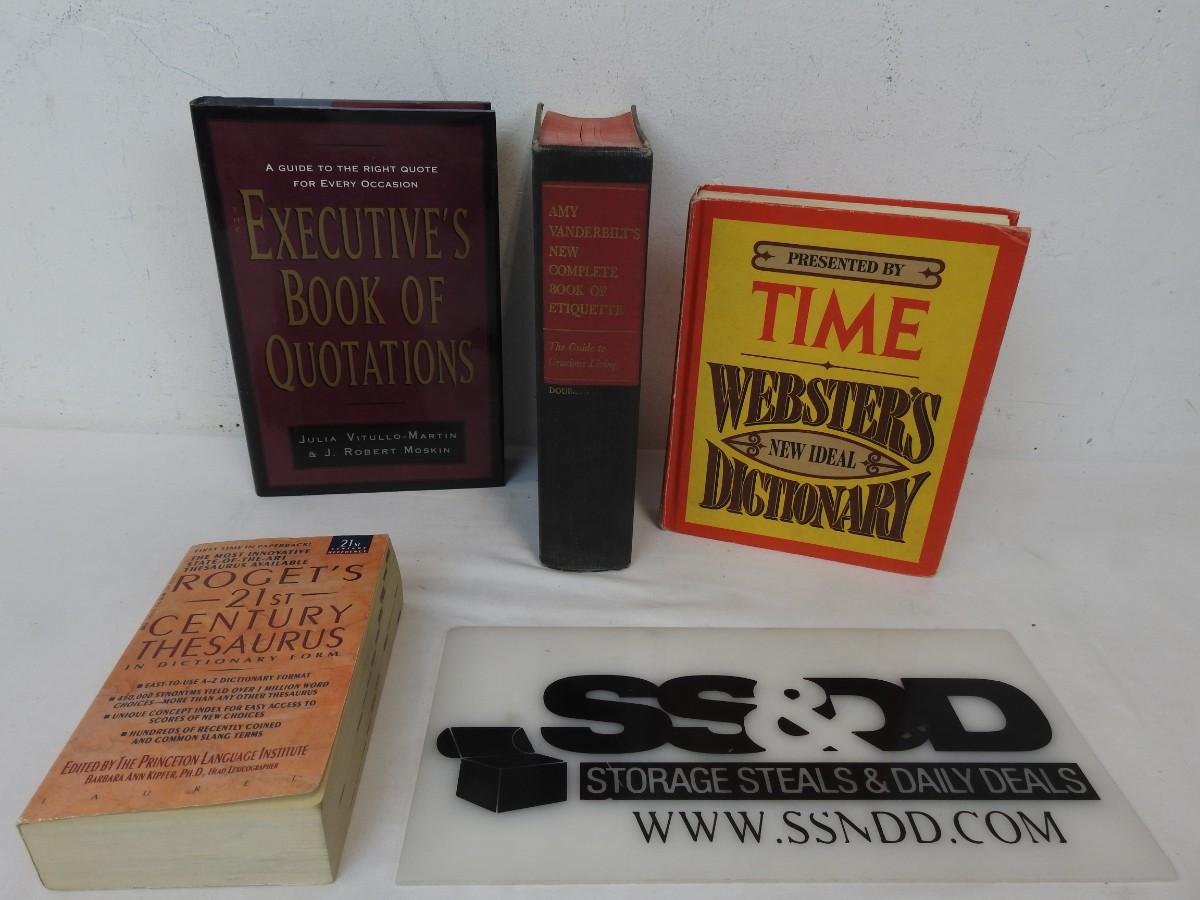 A GUIDE TO THE RIGHT QUOTE
FOR EVERY OCCASION
THE
EXECUTIVE'S
BOOK OF
QUOTATIONS
JULIA VITULLO-MARTIN
& J. ROBERT MOSKIN
AMY
VANDERBILT'S
NEW
COMPLETE
BOOK OF
ETIQUETTE
The Guide to
Gracious Living
PRESENTED BY
TIME
WEBSTER'S
NEW IDEAL
DICTIONARY
FIRST TIME IN PAPERBACK!
THE MOST INNOVATIVE
STATE-OF-THE-ART
THESAURUS AVAILABLE
21ST
CENTURY
REFERENCE
ROGET'S
21ST
CENTURY
THESAURUS
IN DICTIONARY FORM
■ EASY-TO-USE A-Z DICTIONARY FORMAT
■ 450,000 SYNONYMS YIELD OVER 1 MILLION WORD
CHOICES—MORE THAN ANY OTHER THESAURUS
■ UNIQUE CONCEPT INDEX FOR EASY ACCESS TO
SCORES OF NEW CHOICES
■ HUNDREDS OF RECENTLY COINED
AND COMMON SLANG TERMS
EDITED BY THE PRINCETON LANGUAGE INSTITUTE
BARBARA ANN KIPFER, PH.D., HEAD LEXICOGRAPHER
LAUREL
SS&DD
STORAGE STEALS & DAILY DEALS
WWW.SSNDD.COM